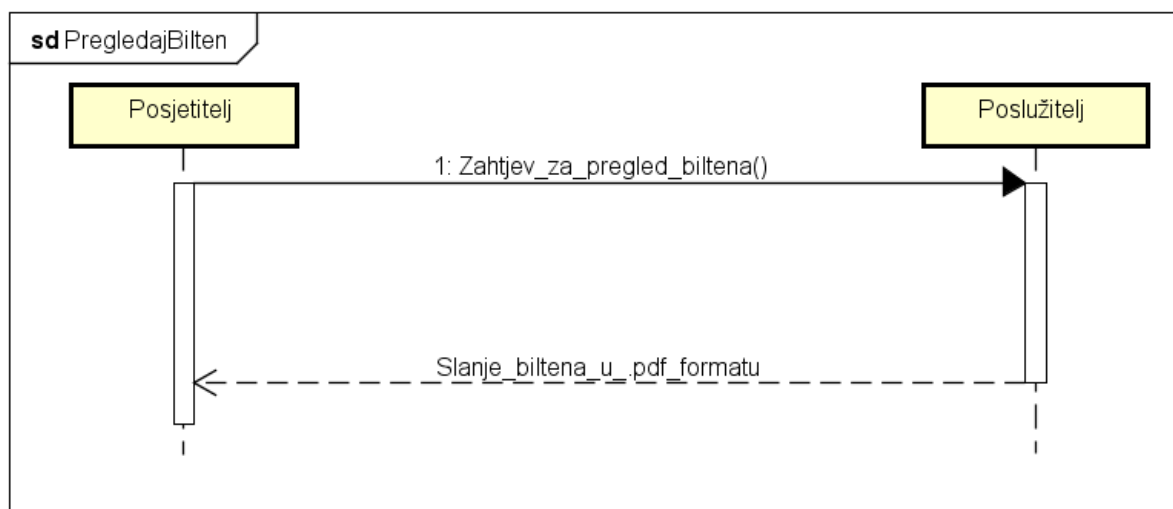 sd PregledajBilten
Posjetitelj
Poslužitelj
1: Zahtjev_za_pregled_biltena()
Slanje_biltena_u_.pdf_formatu